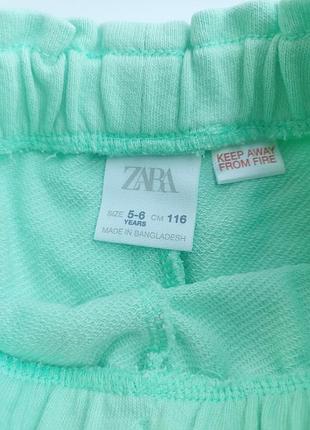 ZARA
SIZE 5-6 CM 116
YEARS
MADE IN BANGLADESH
KEEP AWAY
FROM FIRE